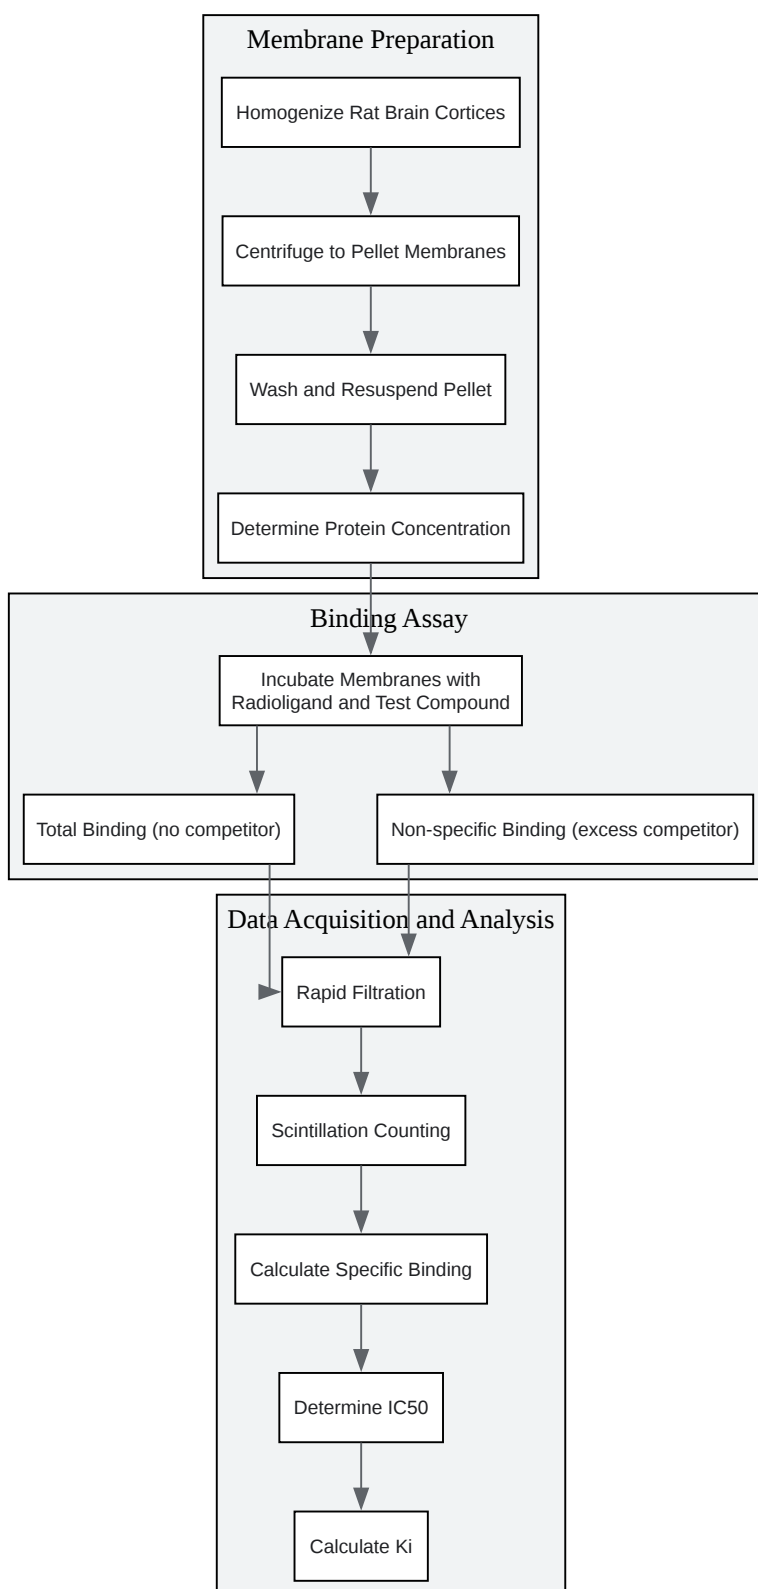 Membrane Preparation
Homogenize Rat Brain Cortices
Centrifuge to Pellet Membranes
Wash and Resuspend Pellet
Determine Protein Concentration
Binding Assay
Incubate Membranes with
Radioligand and Test Compound
Total Binding (no competitor)
Non-specific Binding (excess competitor)
Data Acquisition and Analysis
Rapid Filtration
Scintillation Counting
Calculate Specific Binding
Determine IC50
Calculate Ki